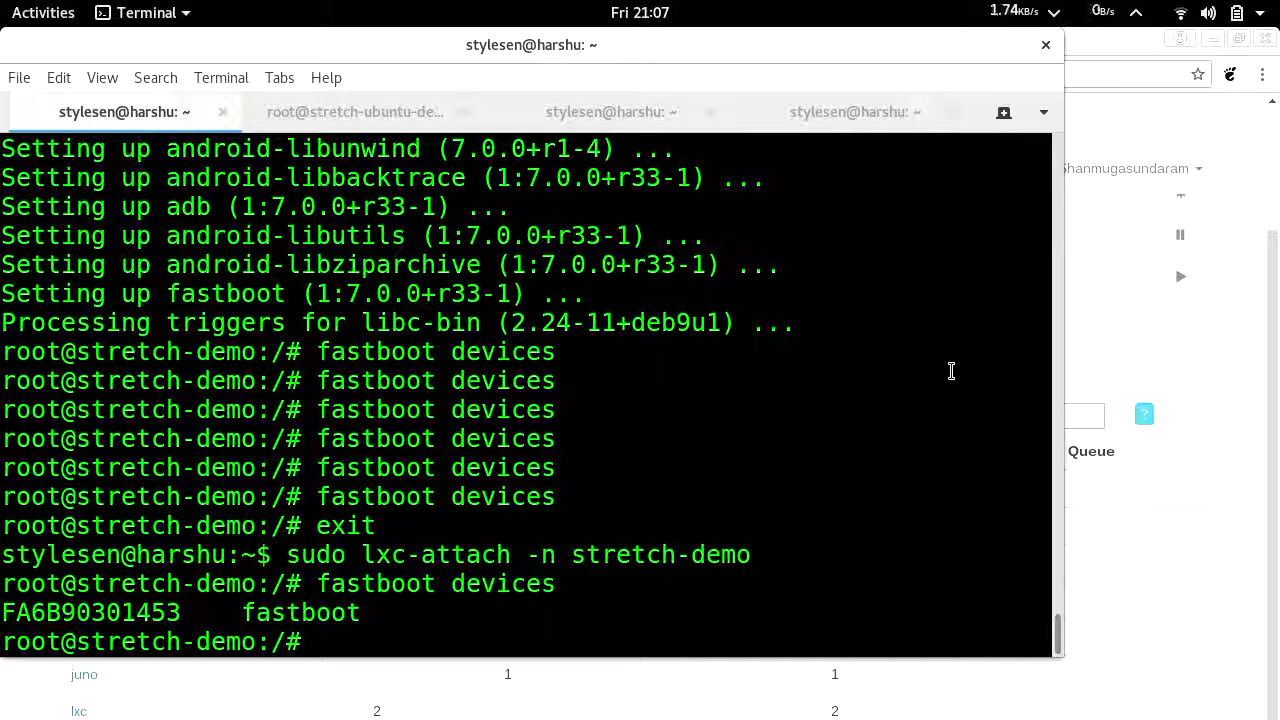 Activities Terminal Fri 21:07 1.74KB/s 0B/s
stylesen@harshu: ~
File Edit View Search Terminal Tabs Help
stylesen@harshu: ~ root@stretch-ubuntu-de... stylesen@harshu: ~ stylesen@harshu: ~
Setting up android-libunwind (7.0.0+r1-4) ...
Setting up android-libbacktrace (1:7.0.0+r33-1) ...
Setting up adb (1:7.0.0+r33-1) ...
Setting up android-libutils (1:7.0.0+r33-1) ...
Setting up android-libziparchive (1:7.0.0+r33-1) ...
Setting up fastboot (1:7.0.0+r33-1) ...
Processing triggers for libc-bin (2.24-11+deb9u1) ...
root@stretch-demo:/# fastboot devices
root@stretch-demo:/# fastboot devices
root@stretch-demo:/# fastboot devices
root@stretch-demo:/# fastboot devices
root@stretch-demo:/# fastboot devices
root@stretch-demo:/# fastboot devices
root@stretch-demo:/# exit
stylesen@harshu:~$ sudo lxc-attach -n stretch-demo
root@stretch-demo:/# fastboot devices
FA6B90301453 fastboot
root@stretch-demo:/#
hanmugasundaram
?
Queue
juno 1 1
lxc 2 2